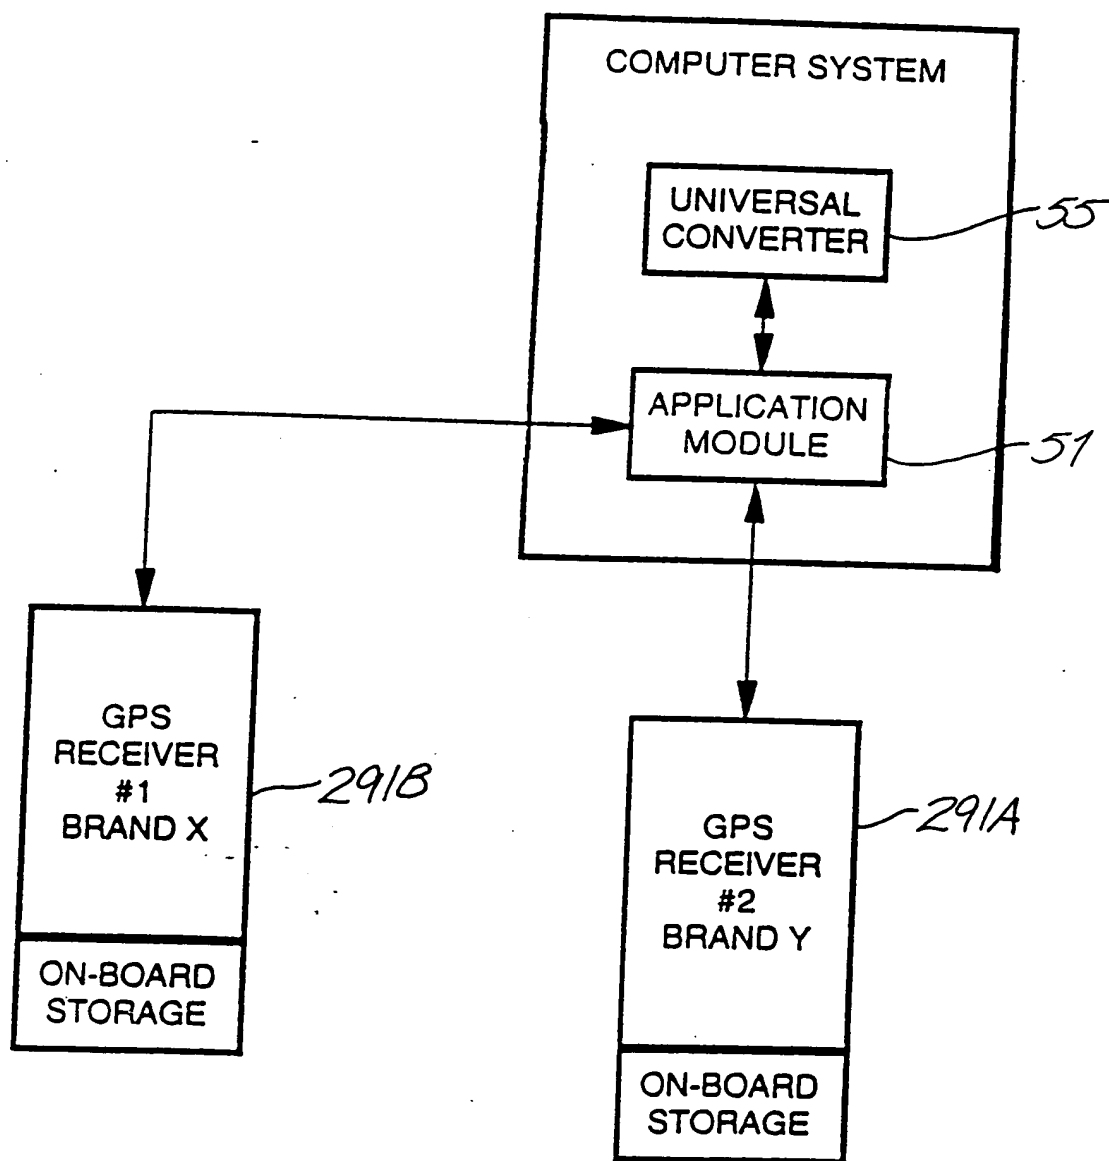 COMPUTER SYSTEM
UNIVERSAL
CONVERTER
55
APPLICATION
MODULE
51
GPS
RECEIVER
#1
BRAND X
291B
ON-BOARD
STORAGE
GPS
RECEIVER
#2
BRAND Y
291A
ON-BOARD
STORAGE